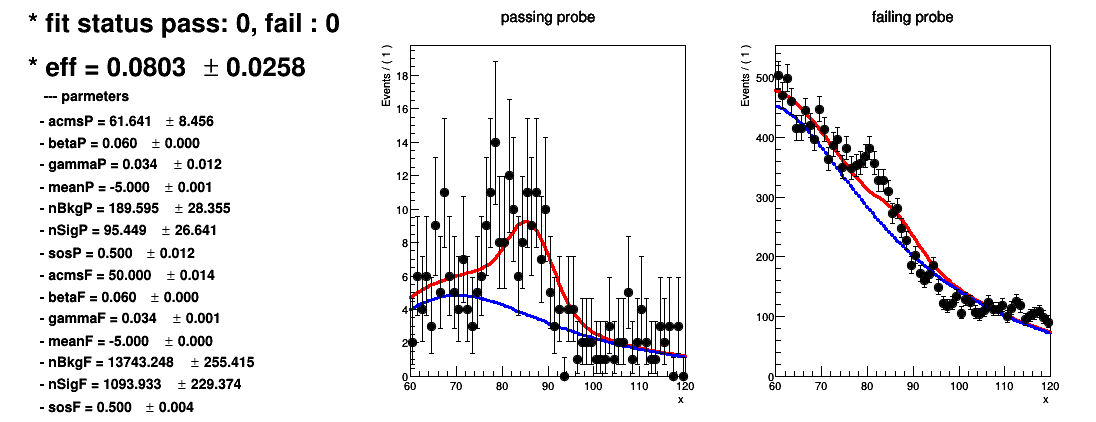 * fit status pass: 0, fail : 0
* eff = 0.0803 ± 0.0258
--- parmeters
- acmsP = 61.641 ± 8.456
- betaP = 0.060 ± 0.000
- gammaP = 0.034 ± 0.012
- meanP = -5.000 ± 0.001
- nBkgP = 189.595 ± 28.355
- nSigP = 95.449 ± 26.641
- sosP = 0.500 ± 0.012
- acmsF = 50.000 ± 0.014
- betaF = 0.060 ± 0.000
- gammaF = 0.034 ± 0.001
- meanF = -5.000 ± 0.000
- nBkgF = 13743.248 ± 255.415
- nSigF = 1093.933 ± 229.374
- sosF = 0.500 ± 0.004
passing probe
Events / ( 1 )
18
16
14
12
10
8
6
4
2
0
60 70 80 90 100 110 120
x
failing probe
Events / ( 1 )
500
400
300
200
100
0
60 70 80 90 100 110 120
x